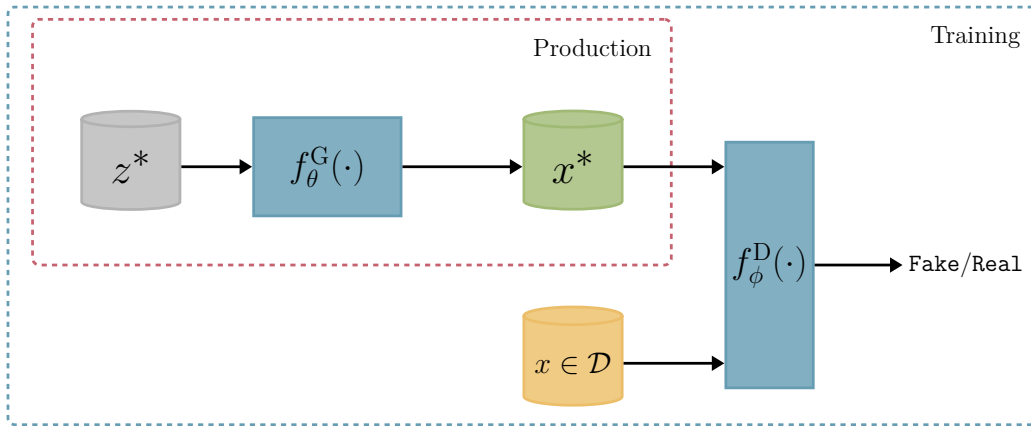 Training
Production
z*
f_θ^G(·)
x*
f_ϕ^D(·)
Fake/Real
x ∈ 𝒟